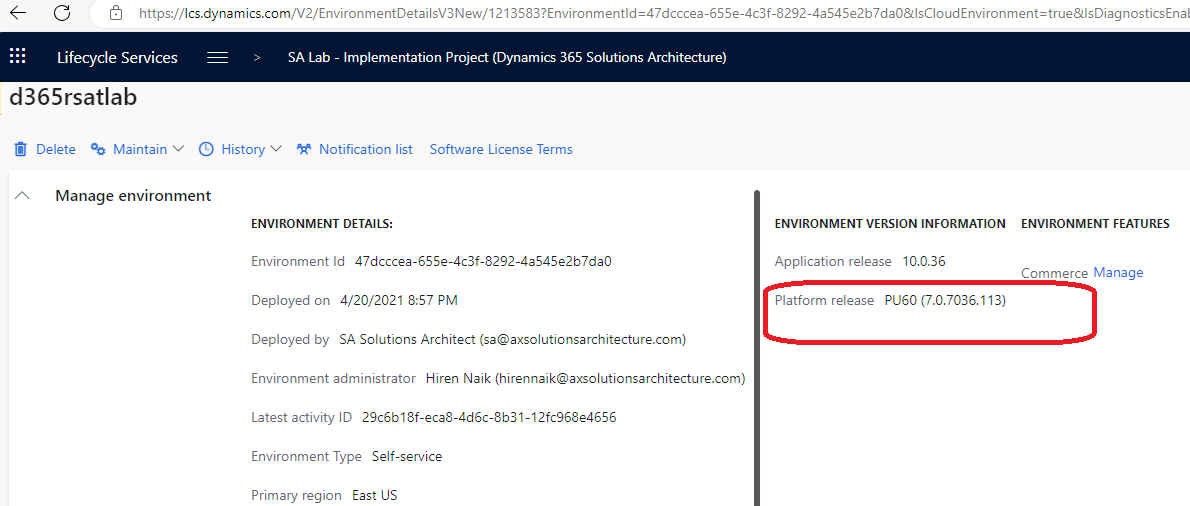 https://lcs.dynamics.com/V2/EnvironmentDetailsV3New/1213583?EnvironmentId=47dcccea-655e-4c3f-8292-4a545e2b7da0&IsCloudEnvironment=true&IsDiagnosticsEnab
Lifecycle Services > SA Lab - Implementation Project (Dynamics 365 Solutions Architecture)
d365rsatlab
Delete Maintain History Notification list Software License Terms
Manage environment
ENVIRONMENT DETAILS:
Environment Id 47dcccea-655e-4c3f-8292-4a545e2b7da0
Deployed on 4/20/2021 8:57 PM
Deployed by SA Solutions Architect (sa@axsolutionsarchitecture.com)
Environment administrator Hiren Naik (hirennaik@axsolutionsarchitecture.com)
Latest activity ID 29c6b18f-eca8-4d6c-8b31-12fc968e4656
Environment Type Self-service
Primary region East US
ENVIRONMENT VERSION INFORMATION
Application release 10.0.36
Platform release PU60 (7.0.7036.113)
ENVIRONMENT FEATURES
Commerce Manage